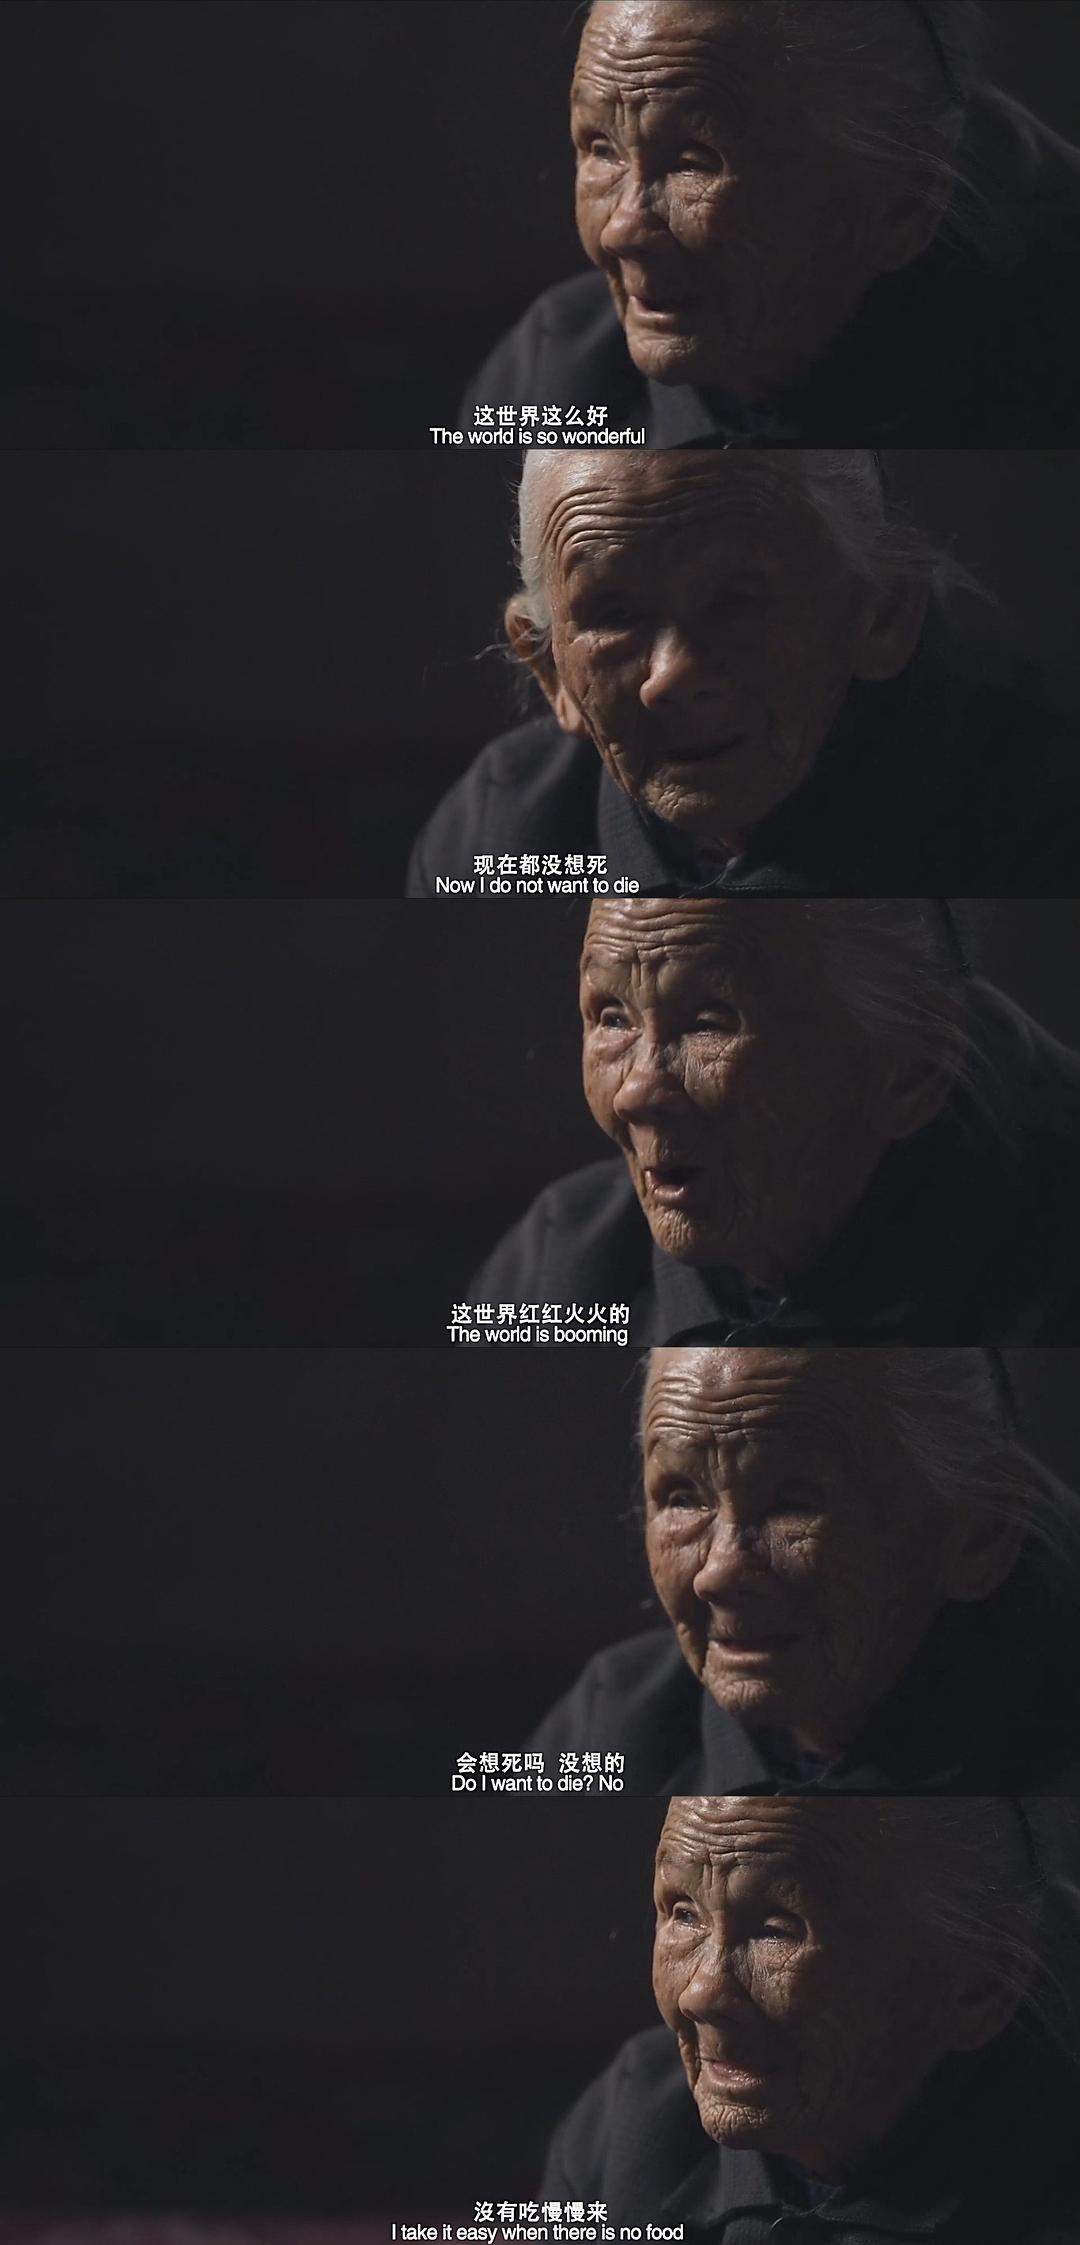 这世界这么好
The world is so wonderful
现在都没想死
Now I do not want to die
这世界红红火火的
The world is booming
会想死吗 没想的
Do I want to die? No
沒有吃慢慢来
I take it easy when there is no food